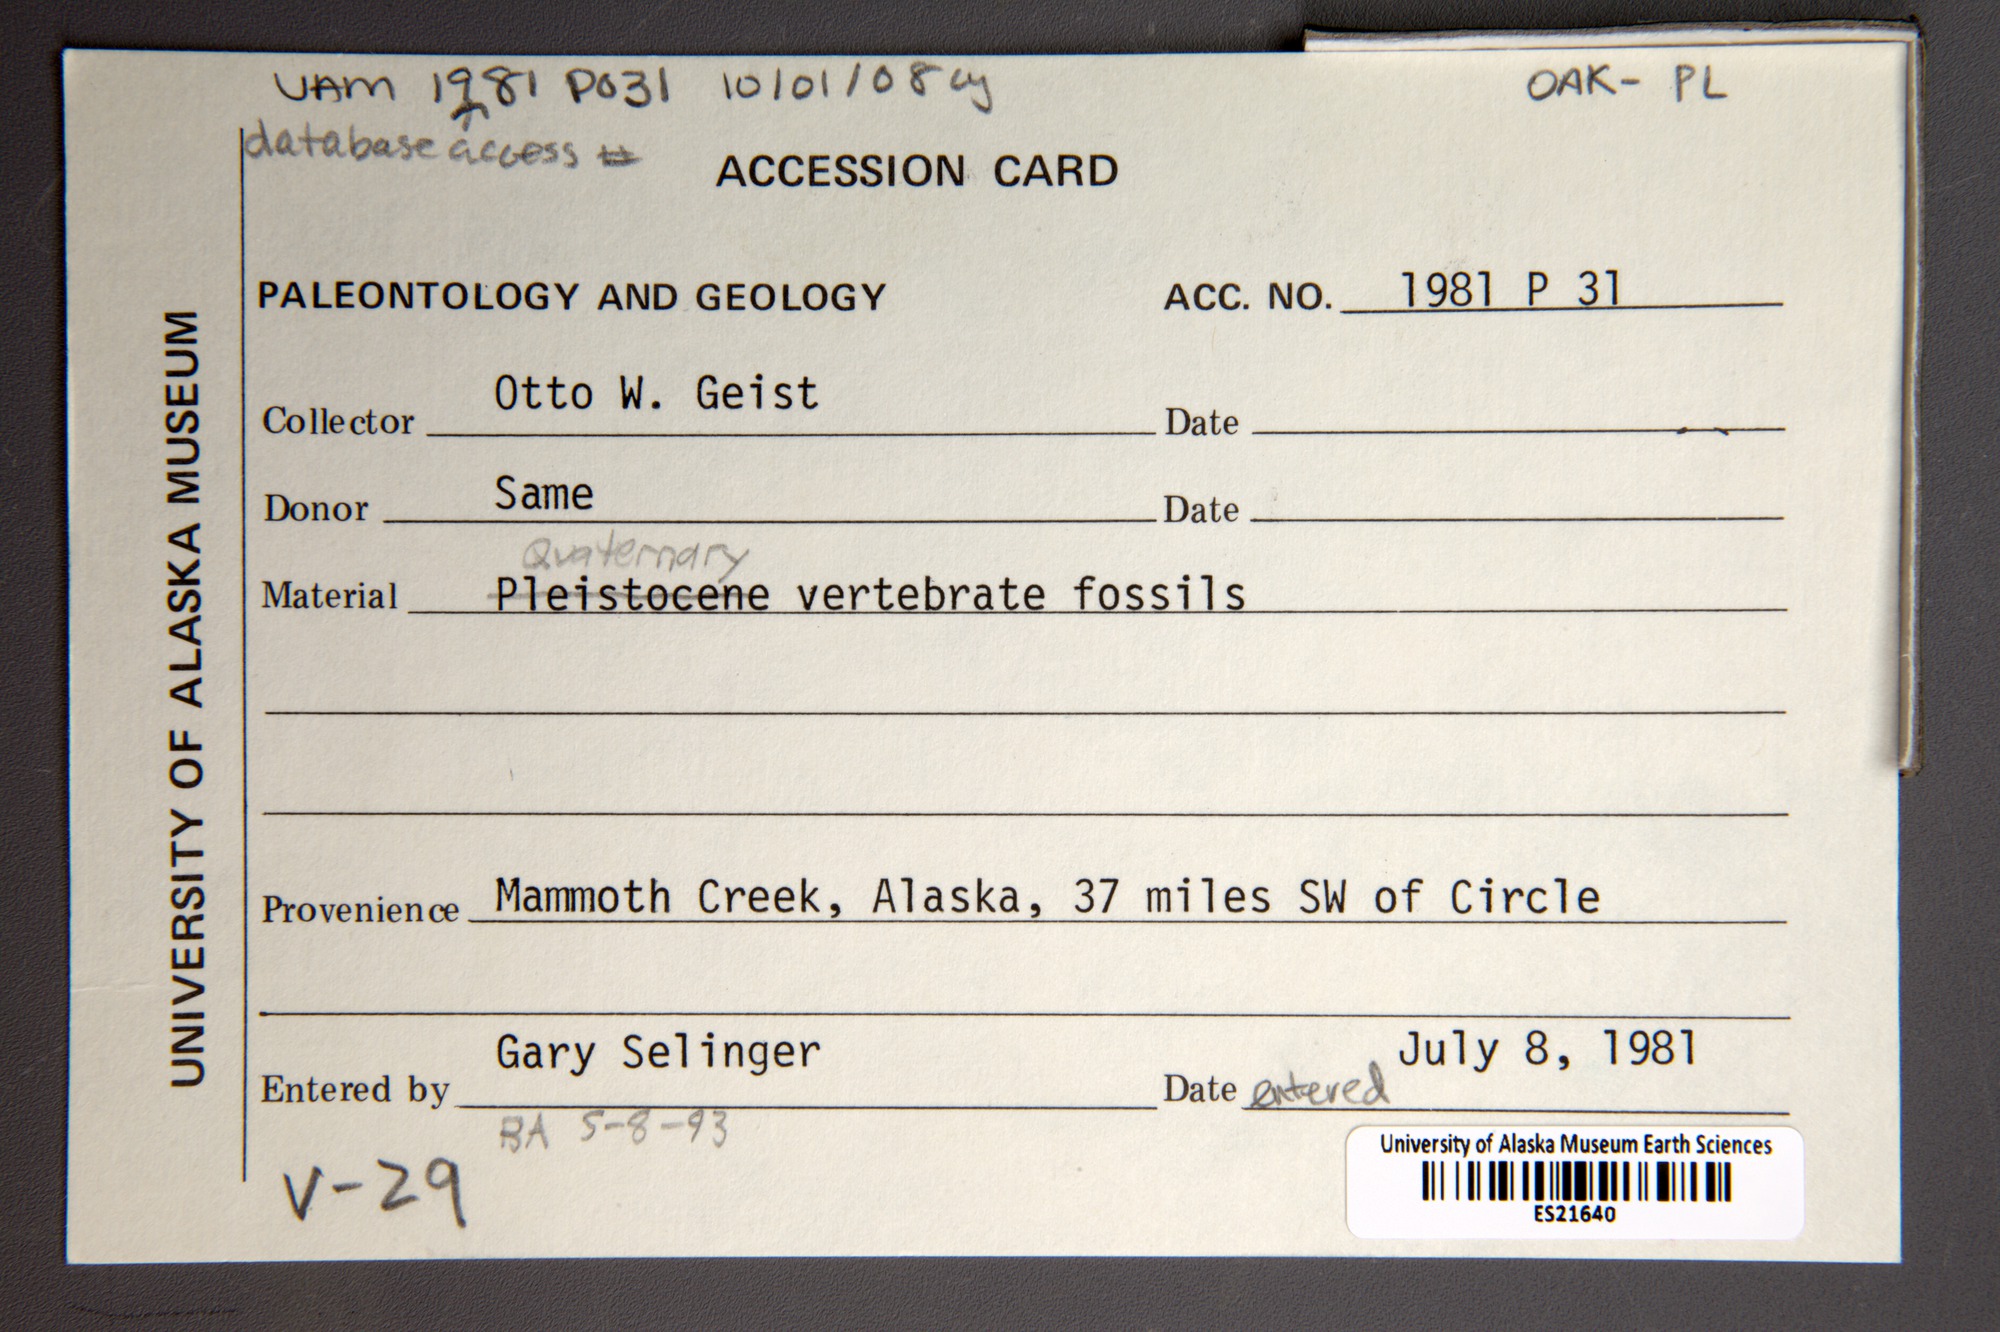 UAM 1981 P031 10/01/08 cy
OAK- PL
database access #
ACCESSION CARD
UNIVERSITY OF ALASKA MUSEUM
PALEONTOLOGY AND GEOLOGY ACC. NO. 1981 P 31
Collector Otto W. Geist Date
Donor Same Date
Quaternary
Material Pleistocene vertebrate fossils
Provenience Mammoth Creek, Alaska, 37 miles SW of Circle
Entered by Gary Selinger Date entered July 8, 1981
BA 5-8-93
V-29
University of Alaska Museum Earth Sciences
ES21640